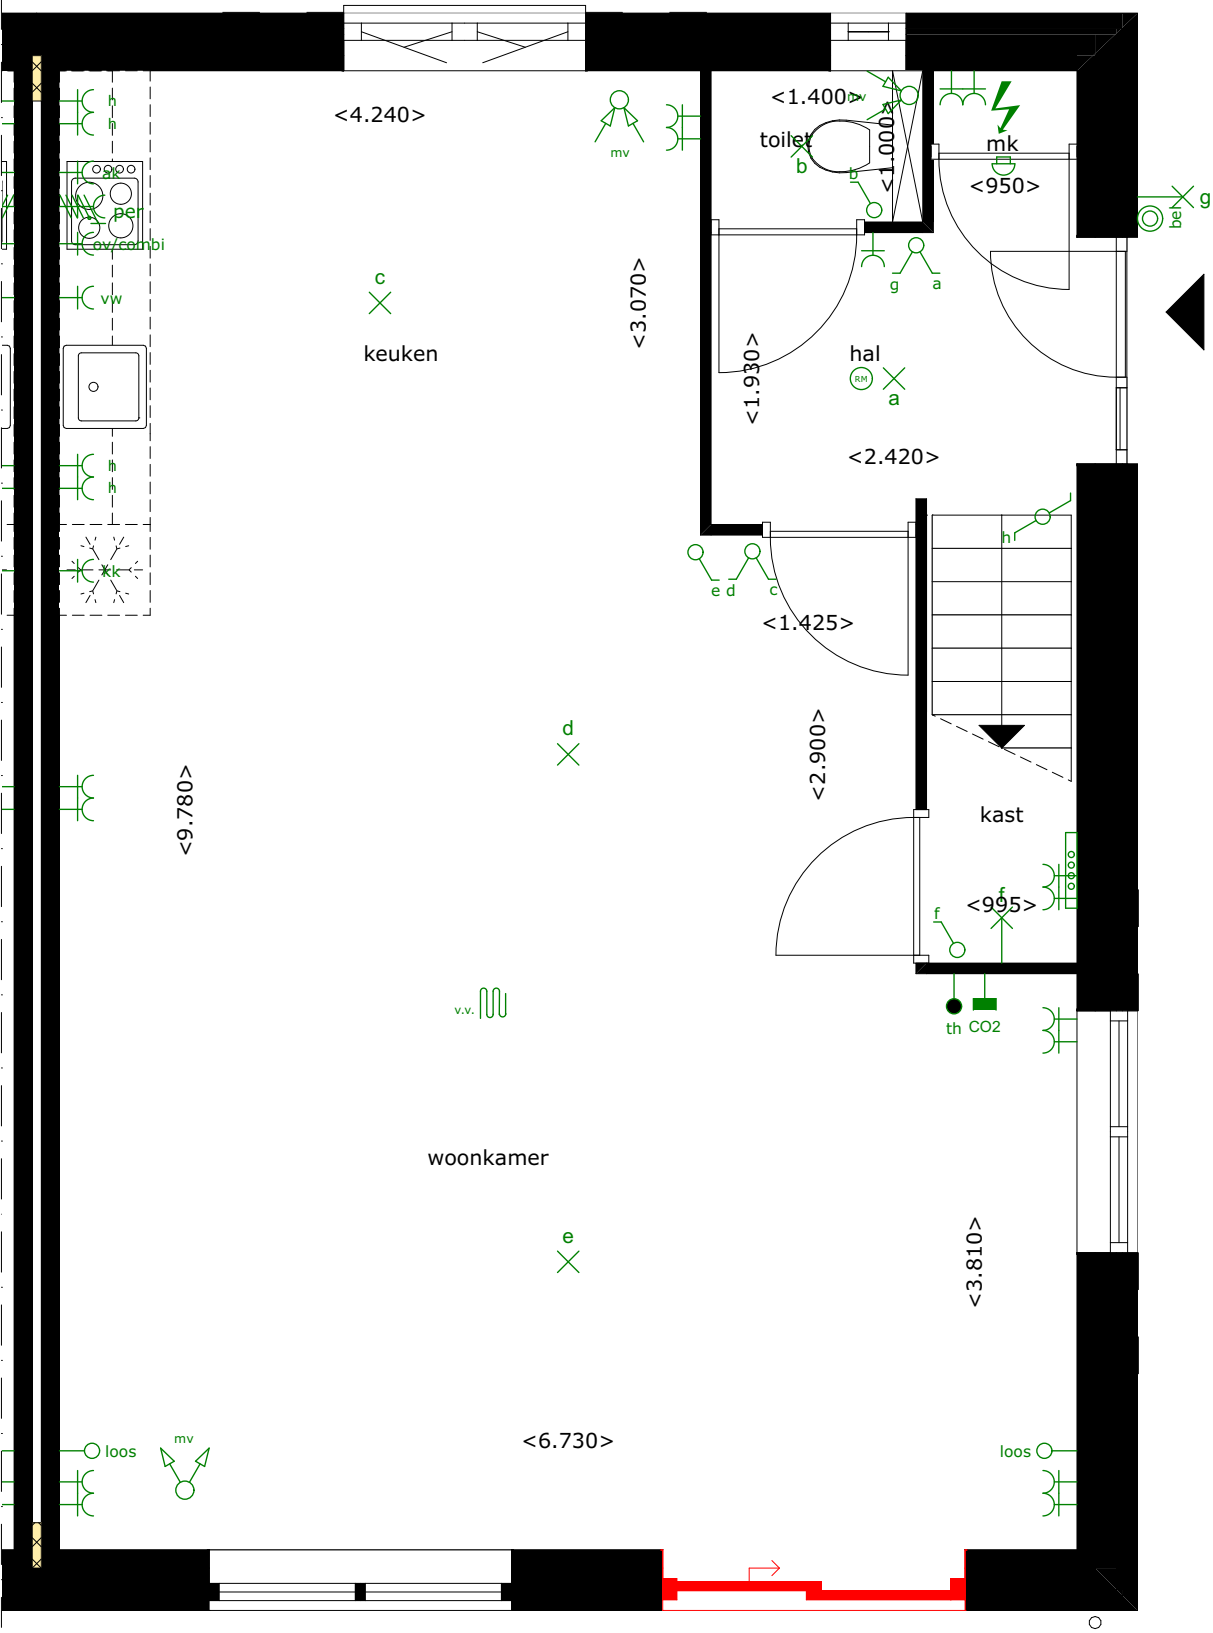 h
<4.240>
<1.400>
mv
h
<1.000>
toilet
mk
mv
b
ak
b
<950>
per
g
bel
ov/combi
c
g
a
vw
<3.070>
keuken
hal
<1.930>
RM
a
<2.420>
h
h
h
kk
e
d
c
<1.425>
d
<2.900>
<9.780>
kast
f
<995>
f
v.v.
th
CO2
woonkamer
e
<3.810>
mv
<6.730>
loos
loos